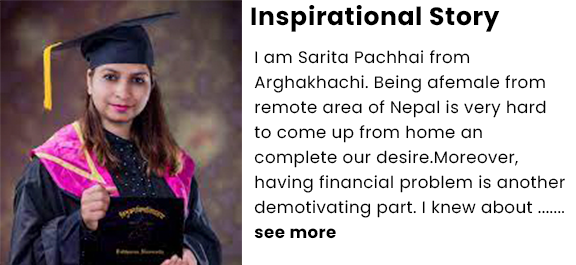 Inspirational Story
I am Sarita Pachhai from
Arghakhachi. Being afemale from
remote area of Nepal is very hard
to come up from home an
complete our desire.Moreover,
having financial problem is another
demotivating part. I knew about .......
see more